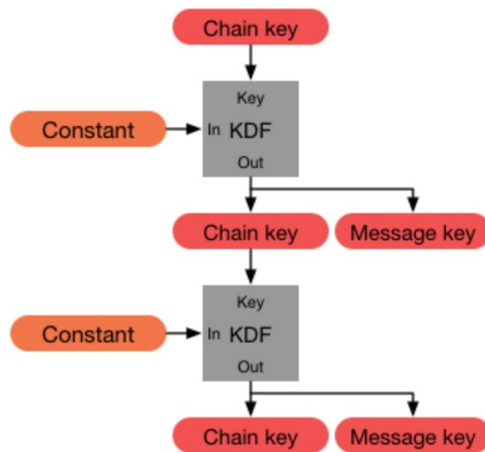 Chain key
Key
Constant
In KDF
Out
Chain key Message key
Key
Constant
In KDF
Out
Chain key Message key